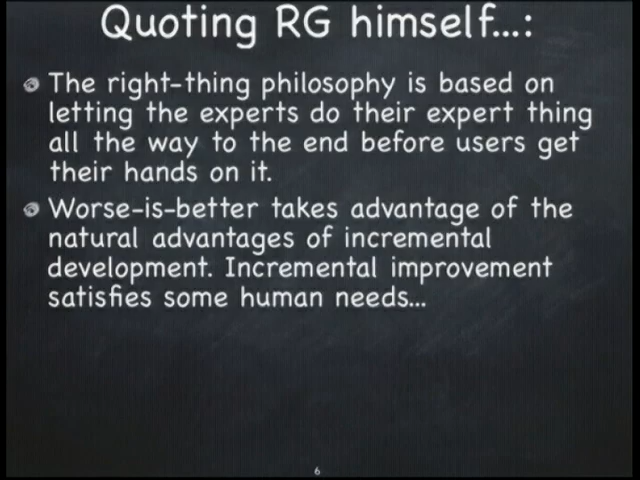 Quoting RG himself...:
The right-thing philosophy is based on
letting the experts do their expert thing
all the way to the end before users get
their hands on it.
Worse-is-better takes advantage of the
natural advantages of incremental
development. Incremental improvement
satisfies some human needs...
6